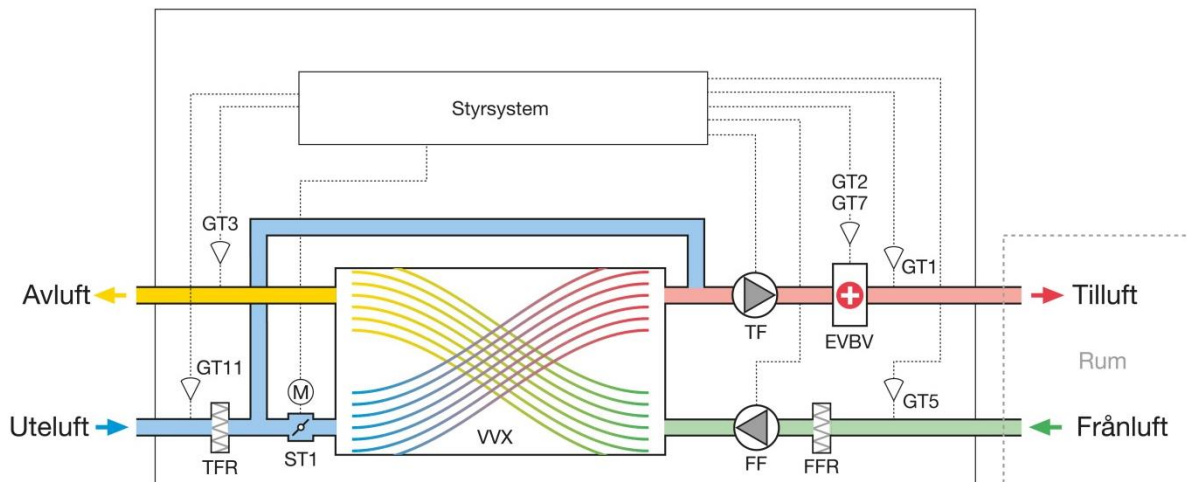 Styrsystem
GT2
GT7
GT3
GT1
Avluft
Tilluft
TF
EVBV
Rum
GT11
M
GT5
Uteluft
Frånluft
VVX
TFR
ST1
FF
FFR